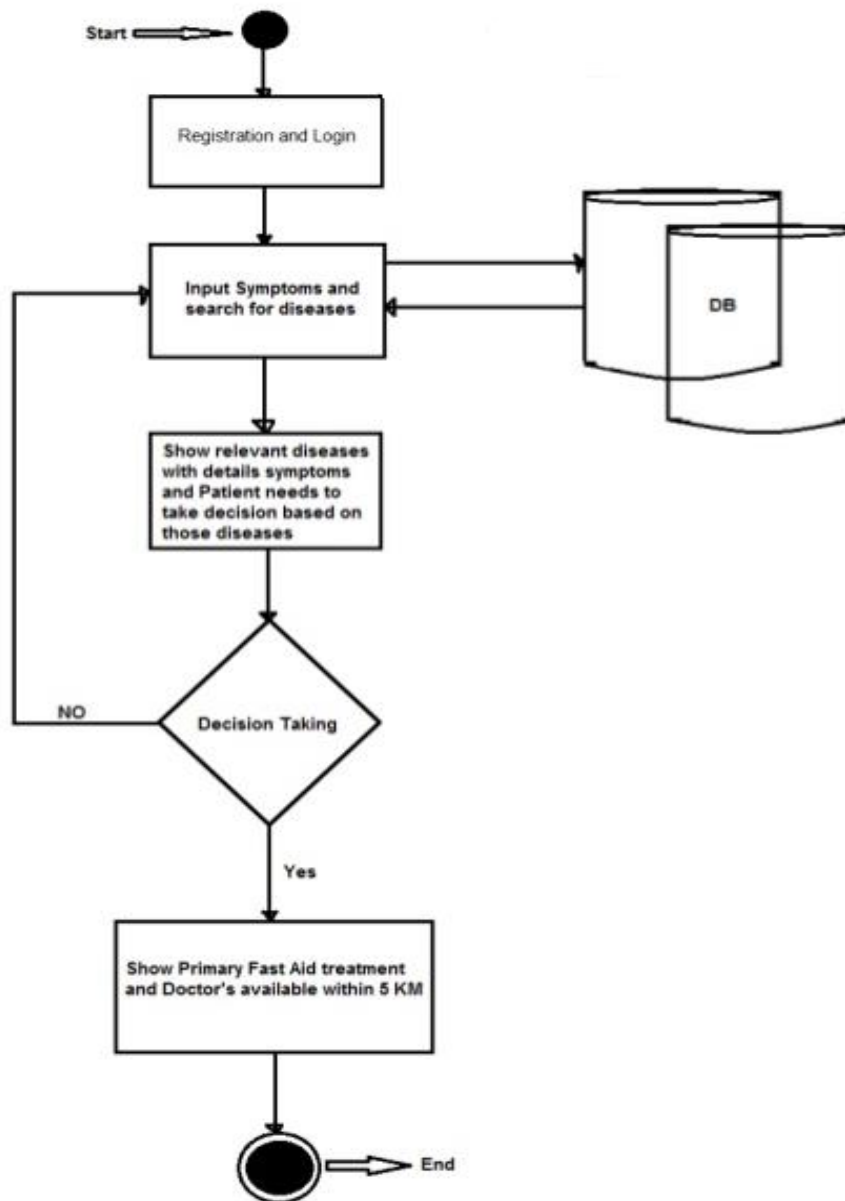 Start
Registration and Login
Input Symptoms and
search for diseases
DB
Show relevant diseases
with details symptoms
and Patient needs to
take decision based on
those diseases
NO
Decision Taking
Yes
Show Primary Fast Aid treatment
and Doctor's available within 5 KM
End